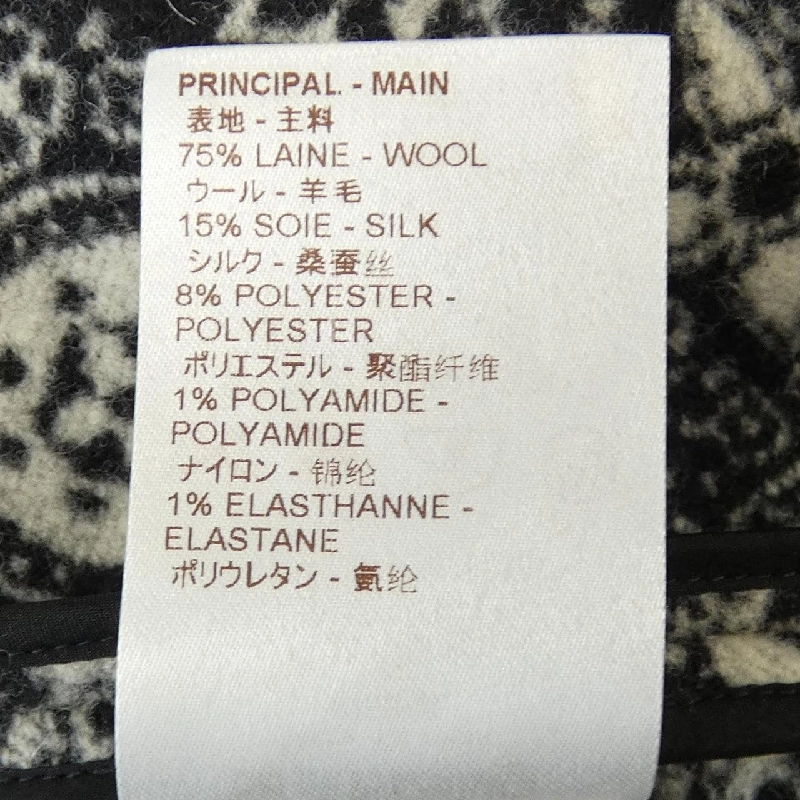 PRINCIPAL - MAIN
表地 - 主料
75% LAINE - WOOL
ウール - 羊毛
15% SOIE - SILK
シルク - 桑蚕丝
8% POLYESTER -
POLYESTER
ポリエステル - 聚酯纤维
1% POLYAMIDE -
POLYAMIDE
ナイロン - 锦纶
1% ELASTHANNE -
ELASTANE
ポリウレタン - 氨纶